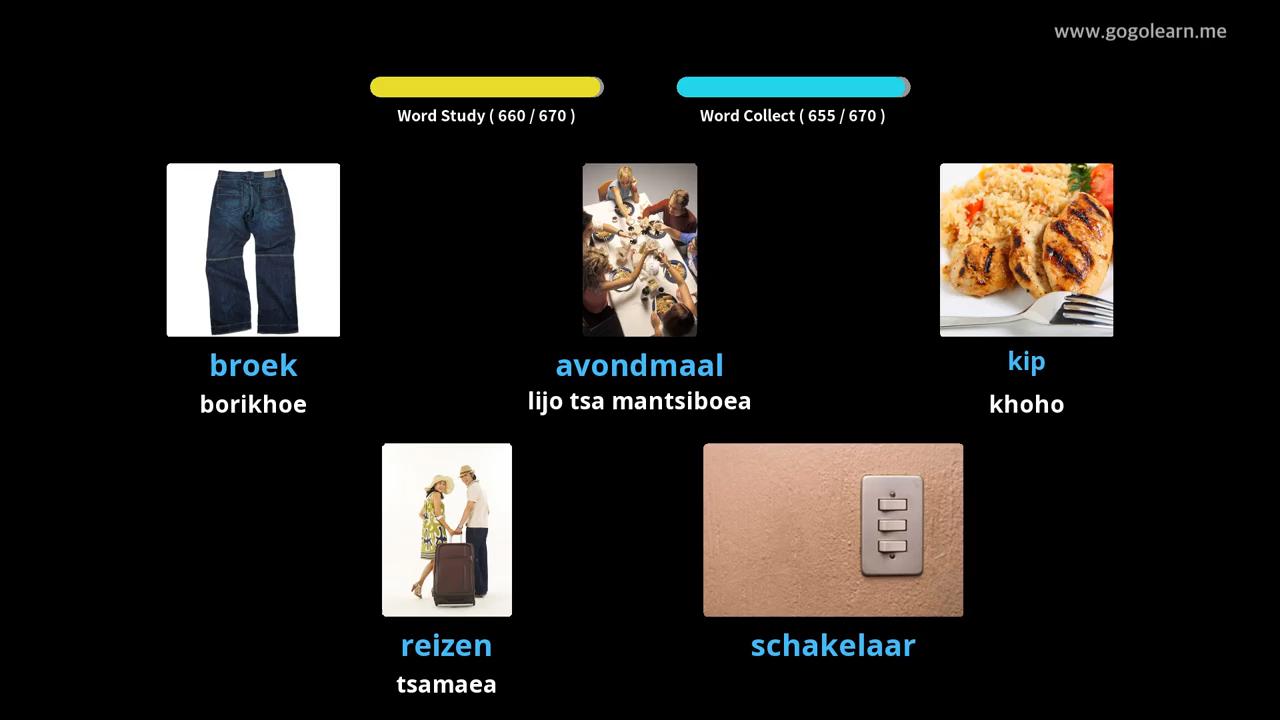 www.gogolearn.me
Word Study ( 660 / 670 )
Word Collect ( 655 / 670 )
broek
avondmaal
kip
borikhoe
lijo tsa mantsiboea
khoho
reizen
schakelaar
tsamaea